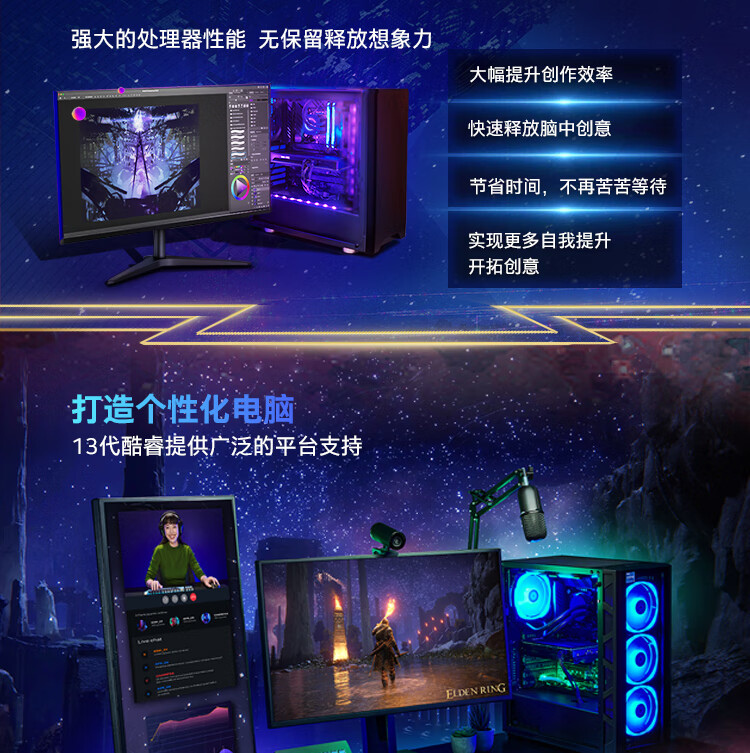 强大的处理器性能 无保留释放想象力
大幅提升创作效率
快速释放脑中创意
节省时间，不再苦苦等待
实现更多自我提升
开拓创意
打造个性化电脑
13代酷睿提供广泛的平台支持
Live chat
ELDEN RING